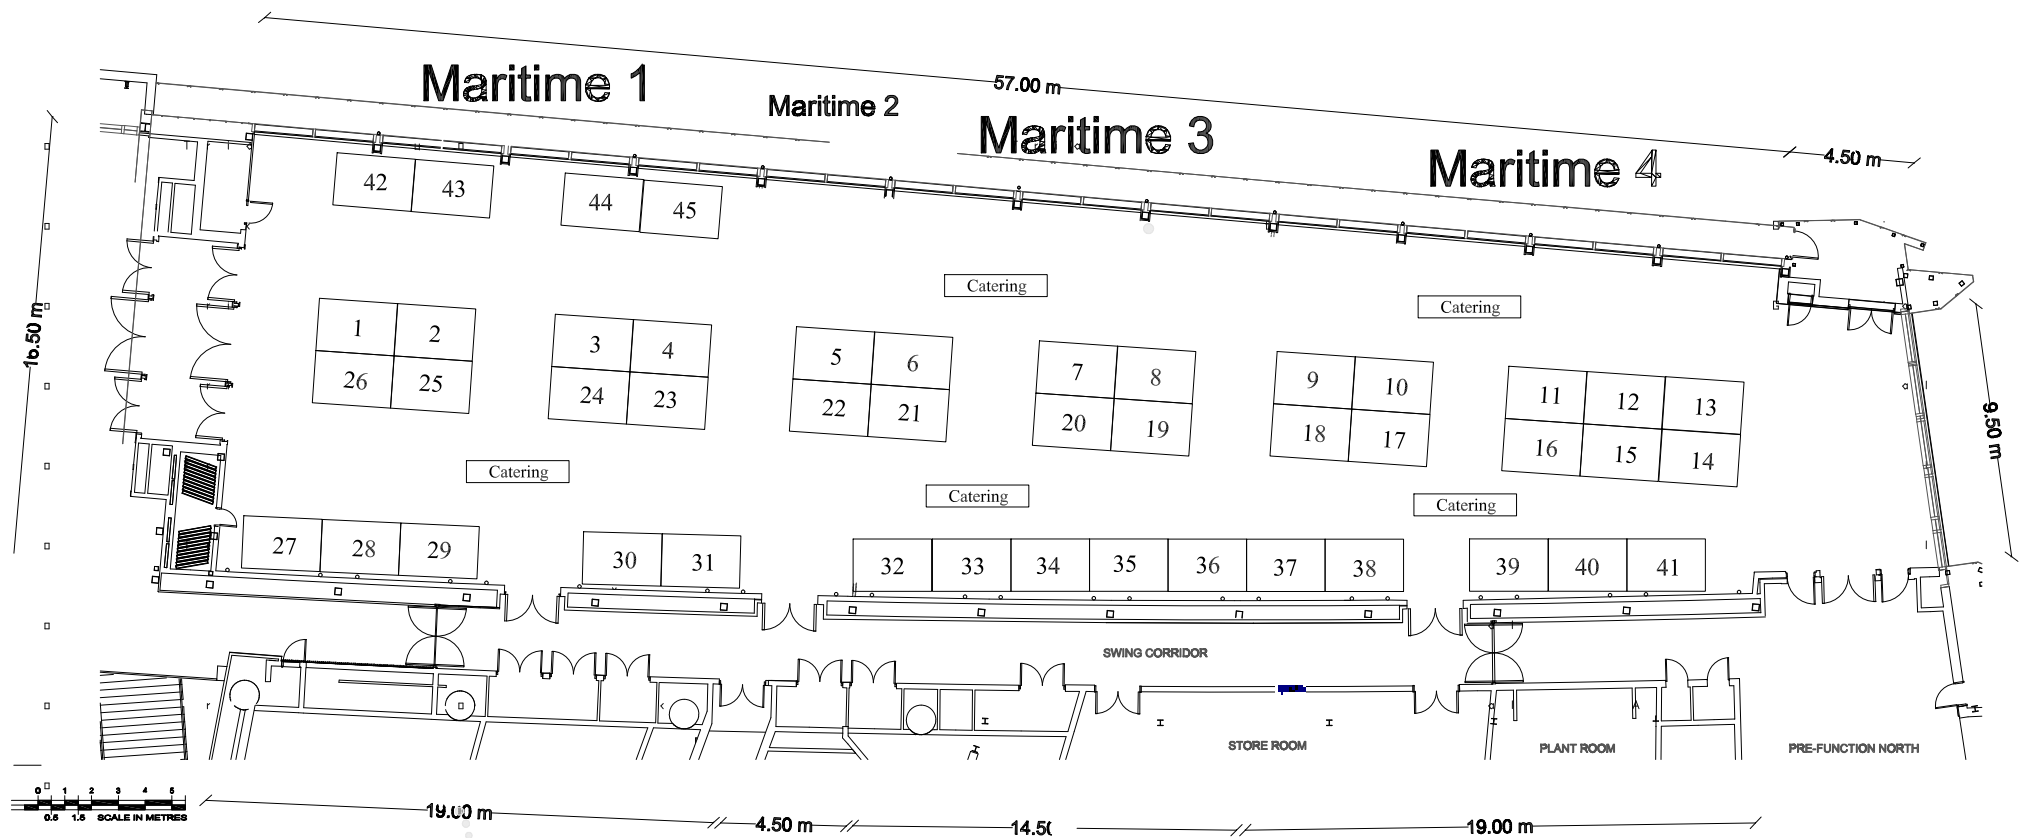 57.00 m
Maritime 1
Maritime 2
Maritime 3
Maritime 4
4.50 m
42 43
44 45
16.50 m
Catering
Catering
1 2
26 25
3 4
24 23
5 6
22 21
7 8
20 19
9 10
18 17
11 12 13
16 15 14
9.50 m
Catering
Catering
Catering
27 28 29
30 31
32 33 34 35 36 37 38
39 40 41
SWING CORRIDOR
STORE ROOM
PLANT ROOM
PRE-FUNCTION NORTH
0 1 2 3 4 5
0.5 1.5 SCALE IN METRES
19.00 m
4.50 m
14.50
19.00 m